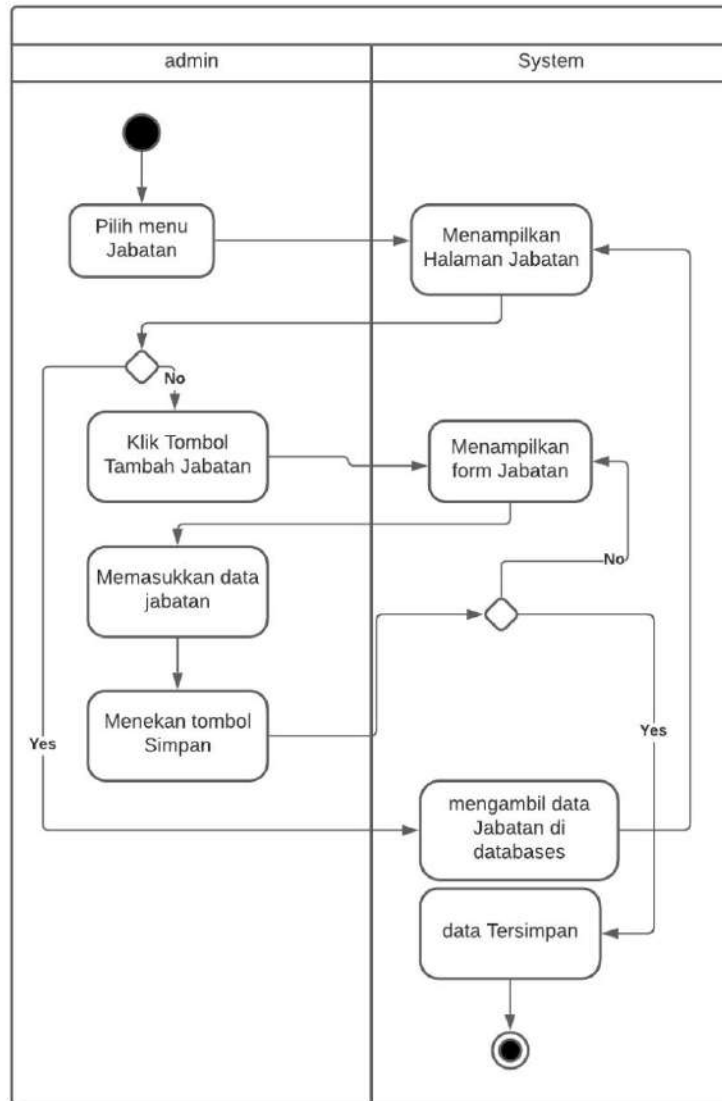 admin
System
Pilih menu
Jabatan
Menampilkan
Halaman Jabatan
No
Klik Tombol
Tambah Jabatan
Menampilkan
form Jabatan
Memasukkan data
jabatan
No
Menekan tombol
Simpan
Yes
Yes
mengambil data
Jabatan di
databases
data Tersimpan